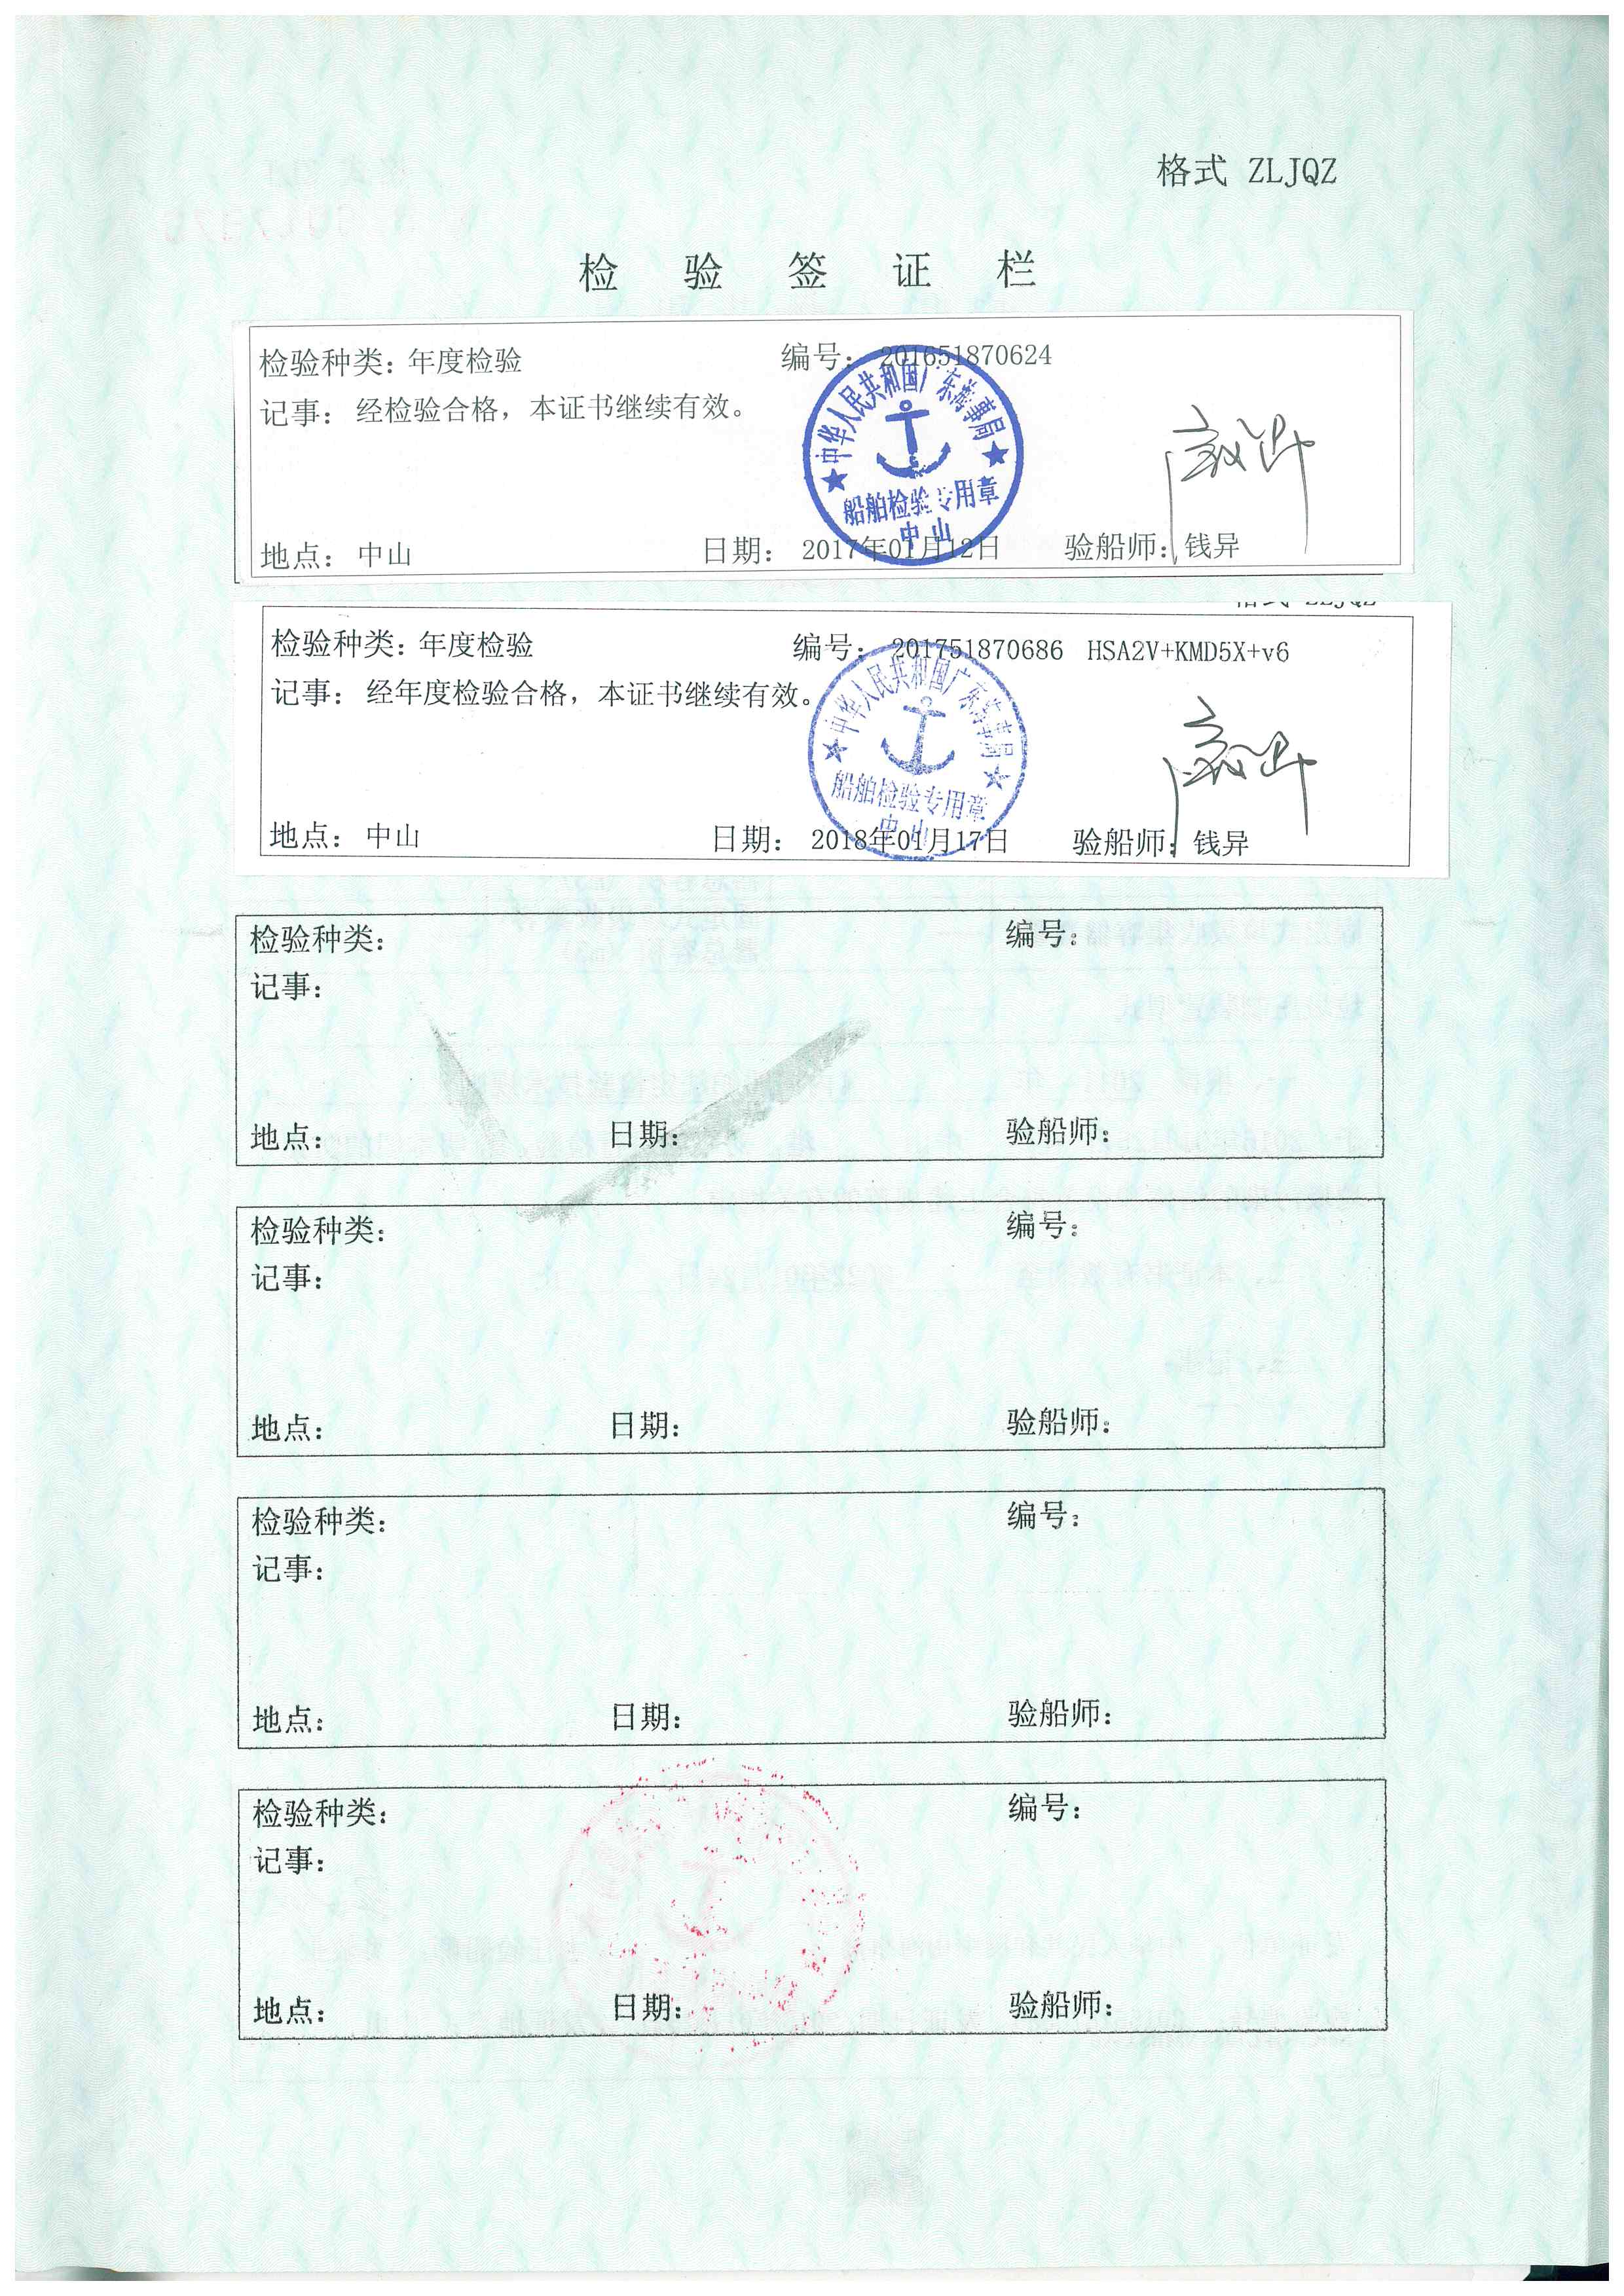 格式 ZLJQZ
检验签证栏
检验种类：年度检验 编号：201651870624
记事：经检验合格，本证书继续有效。
中华人民共和国广东海事局
船舶检验专用章
中山
地点：中山 日期：2017年01月12日 验船师：钱异
格式 ZLJQZ
检验种类：年度检验 编号：201751870686 HSA2V+KMD5X+v6
记事：经年度检验合格，本证书继续有效。
中华人民共和国广东海事局
船舶检验专用章
中山
地点：中山 日期：2018年01月17日 验船师：钱异
检验种类： 编号：
记事：
地点： 日期： 验船师：
检验种类： 编号：
记事：
地点： 日期： 验船师：
检验种类： 编号：
记事：
地点： 日期： 验船师：
检验种类： 编号：
记事：
地点： 日期： 验船师：